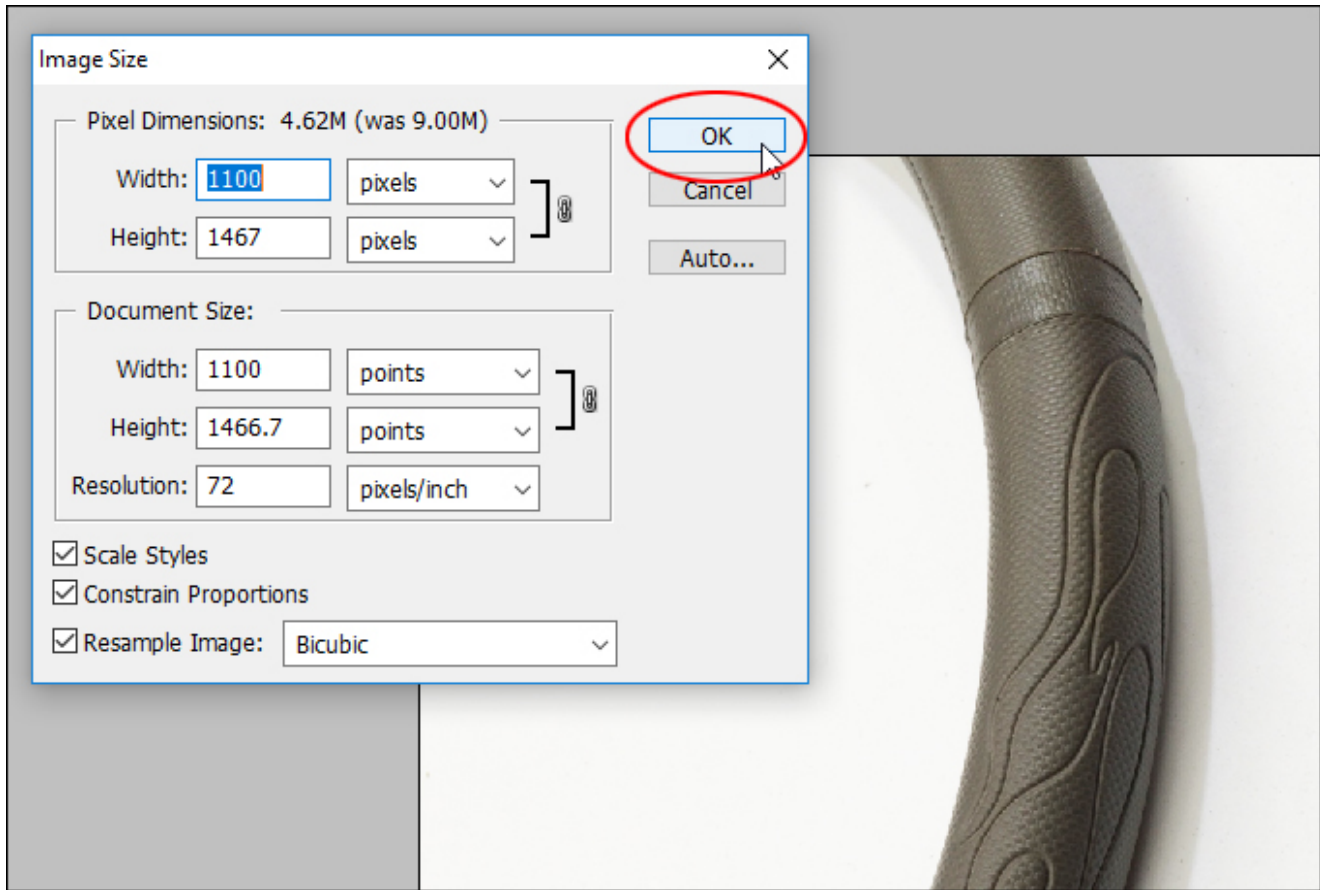 Image Size
Pixel Dimensions: 4.62M (was 9.00M)
Width: 1100 pixels
Height: 1467 pixels
OK
Cancel
Auto...
Document Size:
Width: 1100 points
Height: 1466.7 points
Resolution: 72 pixels/inch
Scale Styles
Constrain Proportions
Resample Image: Bicubic